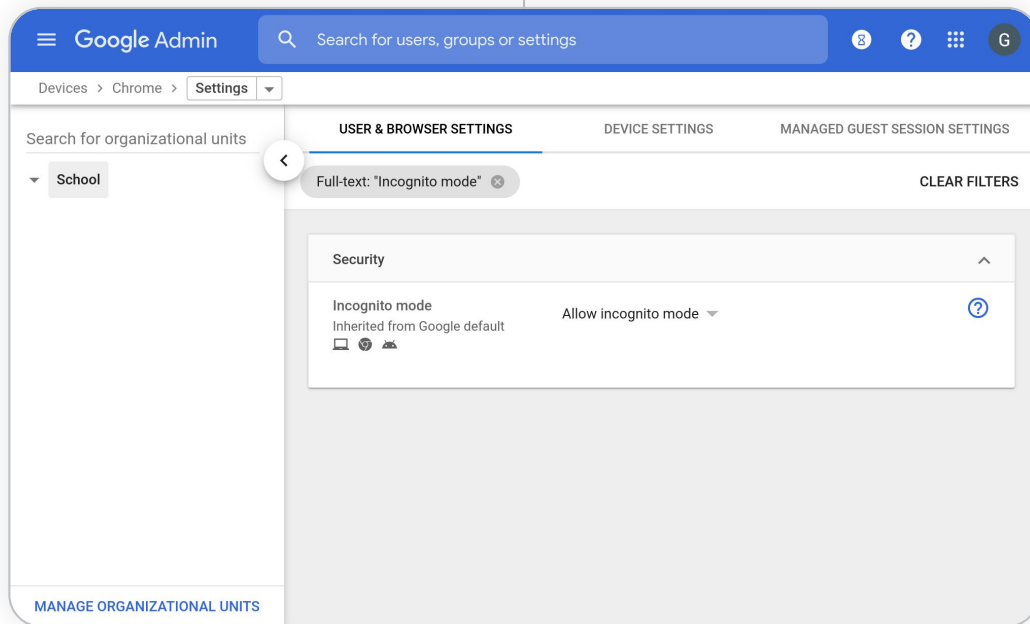 Google Admin
Search for users, groups or settings
G
Devices > Chrome > Settings
Search for organizational units
School
MANAGE ORGANIZATIONAL UNITS
USER & BROWSER SETTINGS
DEVICE SETTINGS
MANAGED GUEST SESSION SETTINGS
Full-text: "Incognito mode"
CLEAR FILTERS
Security
Incognito mode
Inherited from Google default
Allow incognito mode